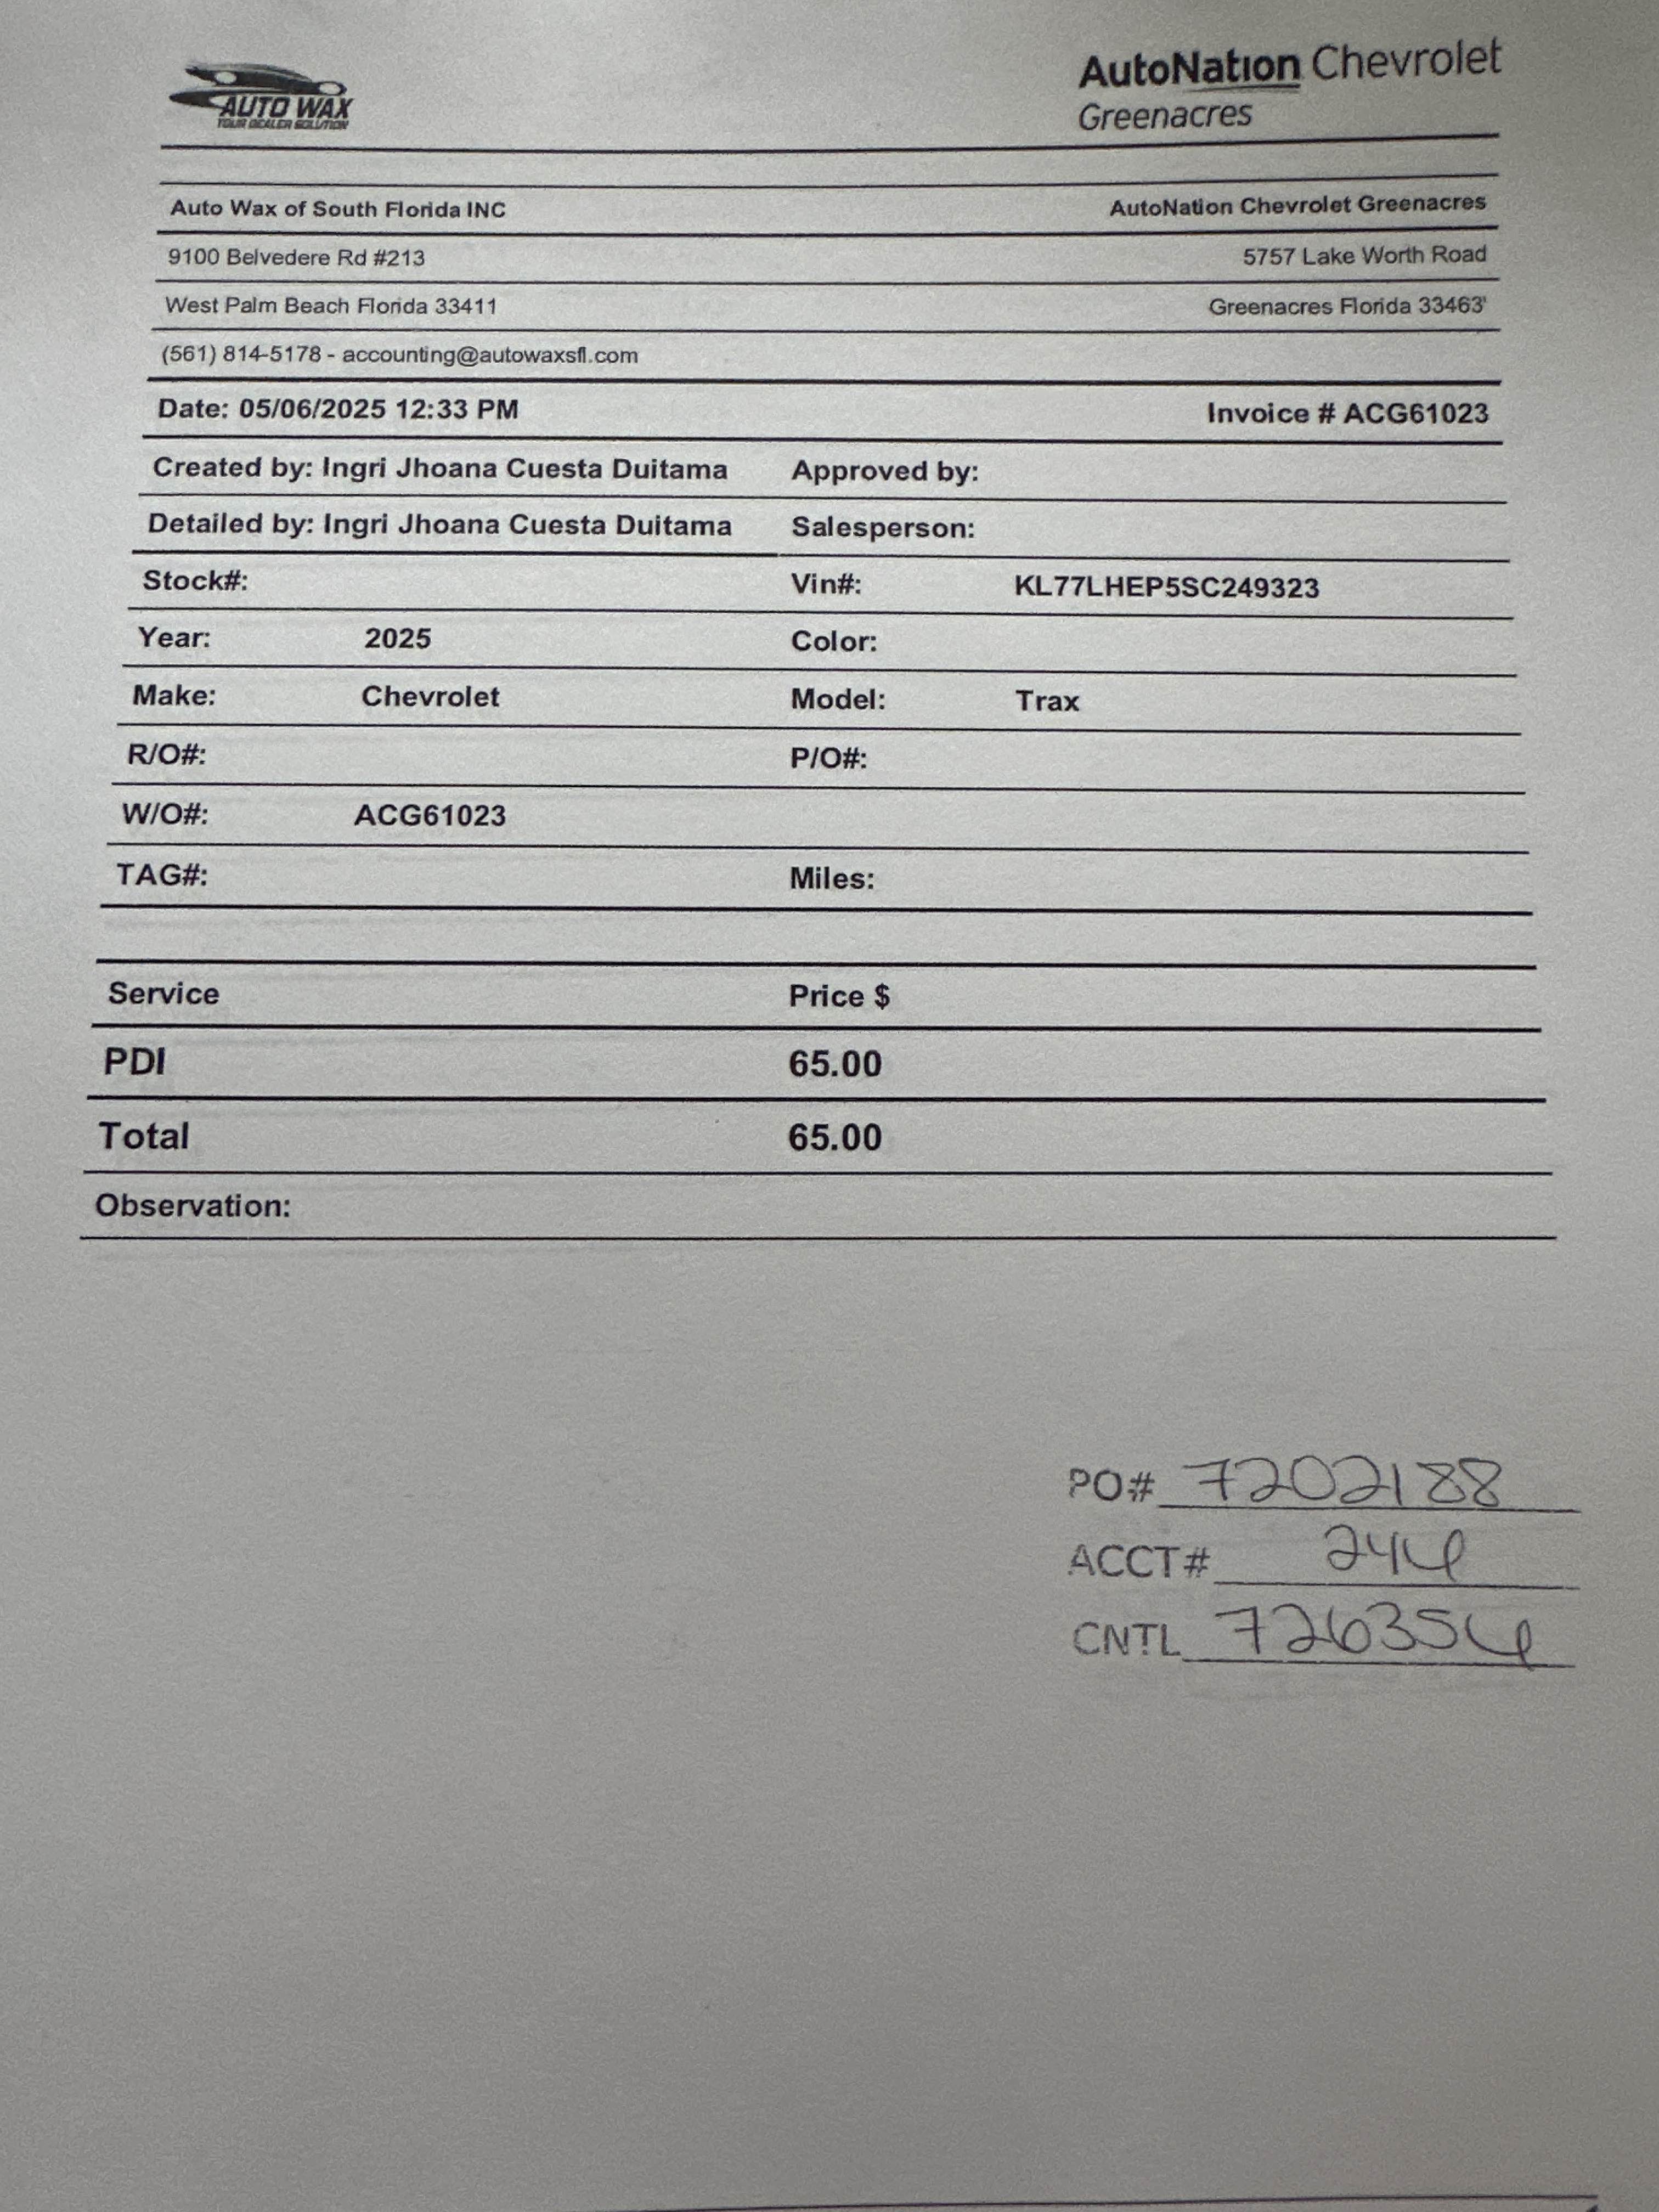 AUTO WAX
YOUR DEALER SOLUTION
AutoNation Chevrolet
Greenacres
Auto Wax of South Florida INC AutoNation Chevrolet Greenacres
9100 Belvedere Rd #213 5757 Lake Worth Road
West Palm Beach Florida 33411 Greenacres Florida 33463'
(561) 814-5178 - accounting@autowaxsfl.com
Date: 05/06/2025 12:33 PM Invoice # ACG61023
Created by: Ingri Jhoana Cuesta Duitama Approved by:
Detailed by: Ingri Jhoana Cuesta Duitama Salesperson:
Stock#: Vin#: KL77LHEP5SC249323
Year: 2025 Color:
Make: Chevrolet Model: Trax
R/O#: P/O#:
W/O#: ACG61023
TAG#: Miles:
Service Price $
PDI 65.00
Total 65.00
Observation:
PO# 7202188
ACCT#
CNTL